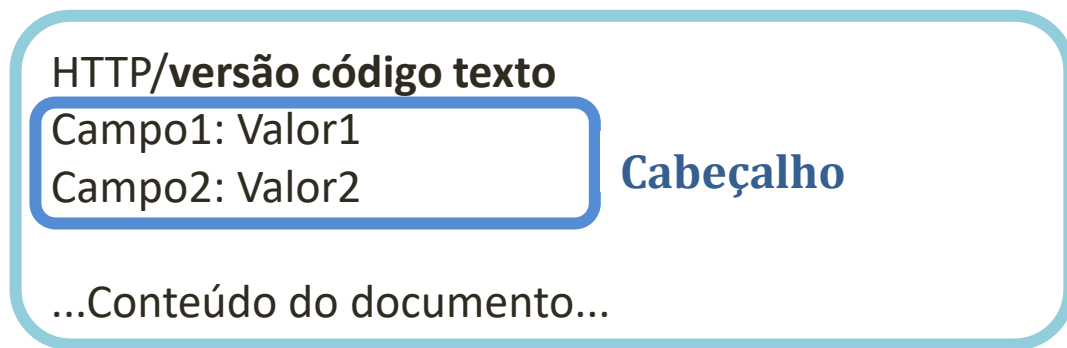 HTTP/versão código texto
Campo1: Valor1
Campo2: Valor2
Cabeçalho
...Conteúdo do documento...